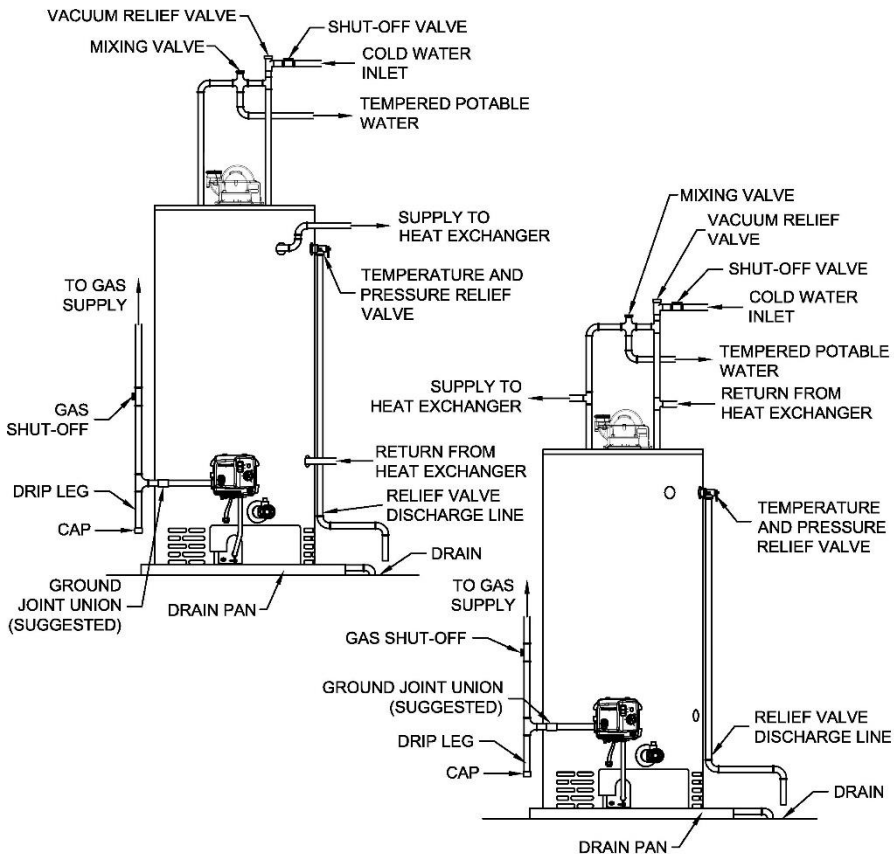 VACUUM RELIEF VALVE
SHUT-OFF VALVE
MIXING VALVE
COLD WATER
INLET
TEMPERED POTABLE
WATER
SUPPLY TO
HEAT EXCHANGER
TO GAS
SUPPLY
TEMPERATURE AND
PRESSURE RELIEF
VALVE
GAS
SHUT-OFF
RETURN FROM
HEAT EXCHANGER
DRIP LEG
RELIEF VALVE
DISCHARGE LINE
CAP
DRAIN
GROUND
JOINT UNION
(SUGGESTED)
DRAIN PAN
MIXING VALVE
VACUUM RELIEF
VALVE
SHUT-OFF VALVE
COLD WATER
INLET
TEMPERED POTABLE
WATER
SUPPLY TO
HEAT EXCHANGER
RETURN FROM
HEAT EXCHANGER
TEMPERATURE
AND PRESSURE
RELIEF VALVE
TO GAS
SUPPLY
GAS SHUT-OFF
GROUND JOINT UNION
(SUGGESTED)
RELIEF VALVE
DISCHARGE LINE
DRIP LEG
CAP
DRAIN
DRAIN PAN